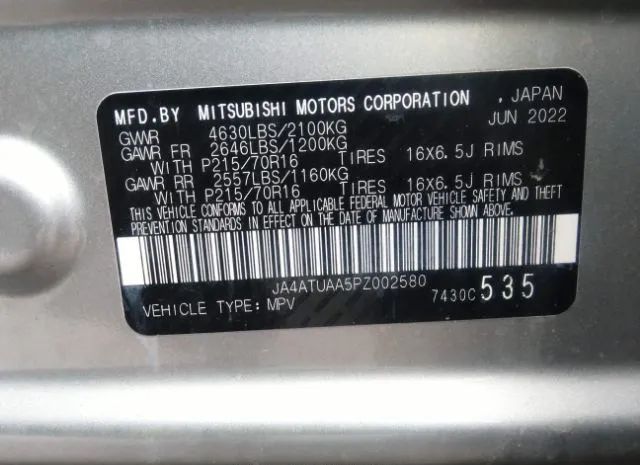 MFD.BY MITSUBISHI MOTORS CORPORATION , JAPAN
GVWR 4630LBS/2100KG JUN 2022
GAWR FR 2646LBS/1200KG
WITH P215/70R16 TIRES 16X6.5J RIMS
GAWR RR 2557LBS/1160KG
WITH P215/70R16 TIRES 16X6.5J RIMS
THIS VEHICLE CONFORMS TO ALL APPLICABLE FEDERAL MOTOR VEHICLE SAFETY AND THEFT
PREVENTION STANDARDS IN EFFECT ON THE DATE OF MANUFACTURE SHOWN ABOVE.
JA4ATUAA5PZ002580
VEHICLE TYPE: MPV 7430C 535